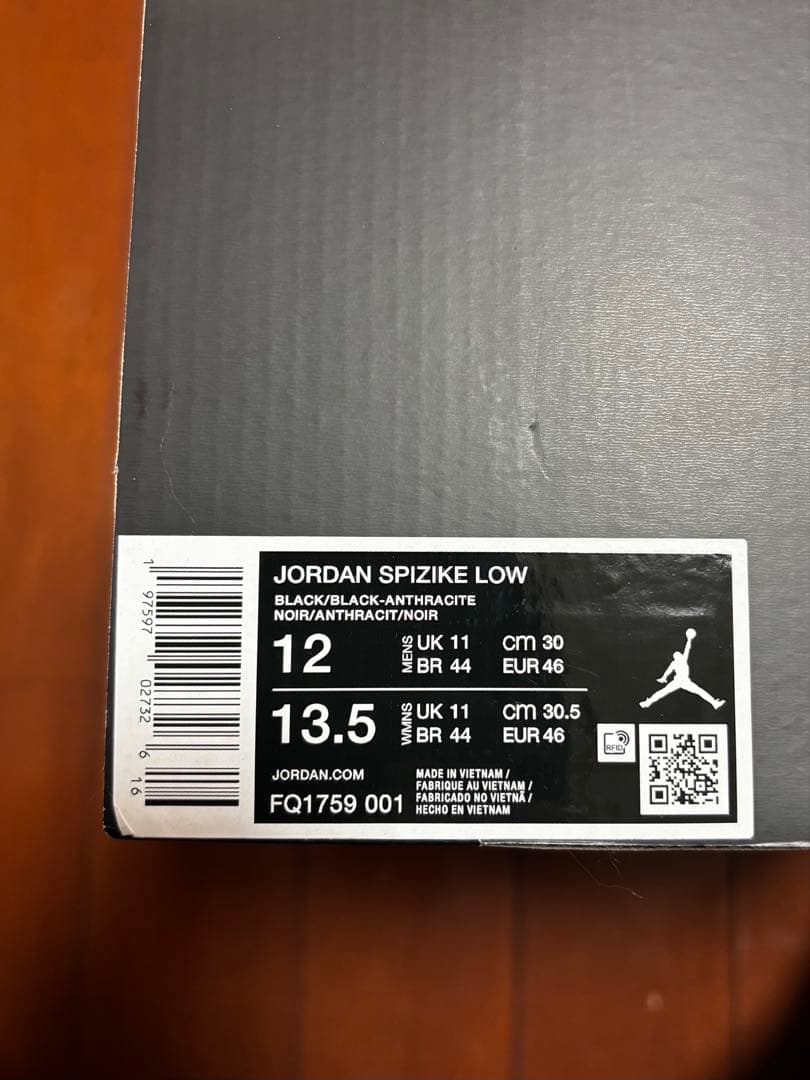 JORDAN SPIZIKE LOW
BLACK/BLACK-ANTHRACITE
NOIR/ANTHRACIT/NOIR
12 MENS UK 11 CM 30
BR 44 EUR 46
13.5 WMNS UK 11 CM 30.5
BR 44 EUR 46
RFID
JORDAN.COM
FQ1759 001
MADE IN VIETNAM /
FABRIQUE AU VIETNAM /
FABRICADO NO VIETNÃ /
HECHO EN VIETNAM
1 97597 02732 6 16